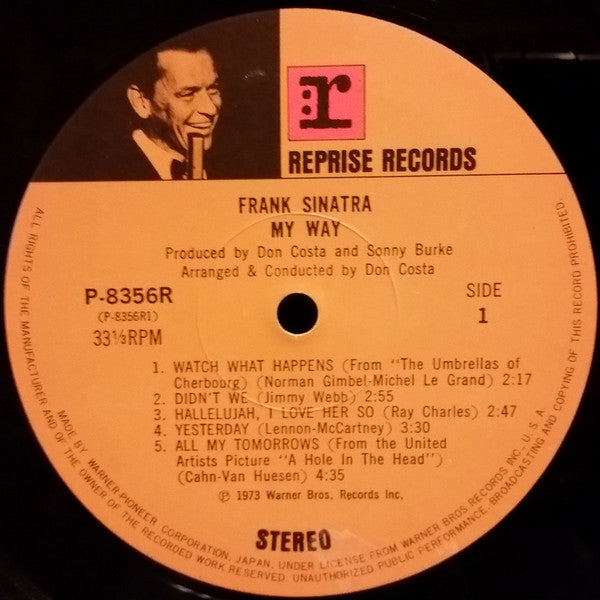 r
REPRISE RECORDS
FRANK SINATRA
MY WAY
Produced by Don Costa and Sonny Burke
Arranged & Conducted by Don Costa
P-8356R
(P-8356R1)
33⅓RPM
SIDE
1
1. WATCH WHAT HAPPENS (From "The Umbrellas of
Cherbourg) (Norman Gimbel-Michel Le Grand) 2:17
2. DIDN'T WE (Jimmy Webb) 2:55
3. HALLELUJAH, I LOVE HER SO (Ray Charles) 2:47
4. YESTERDAY (Lennon-McCartney) 3:30
5. ALL MY TOMORROWS (From the United
Artists Picture "A Hole In The Head")
(Cahn-Van Huesen) 4:35
℗ 1973 Warner Bros. Records Inc.
STEREO
MADE BY WARNER-PIONEER CORPORATION, JAPAN, UNDER LICENSE FROM WARNER BROS. RECORDS INC., U.S.A.
ALL RIGHTS OF THE MANUFACTURER AND OF THE OWNER OF THE RECORDED WORK RESERVED. UNAUTHORIZED PUBLIC PERFORMANCE, BROADCASTING AND COPYING OF THIS RECORD PROHIBITED.